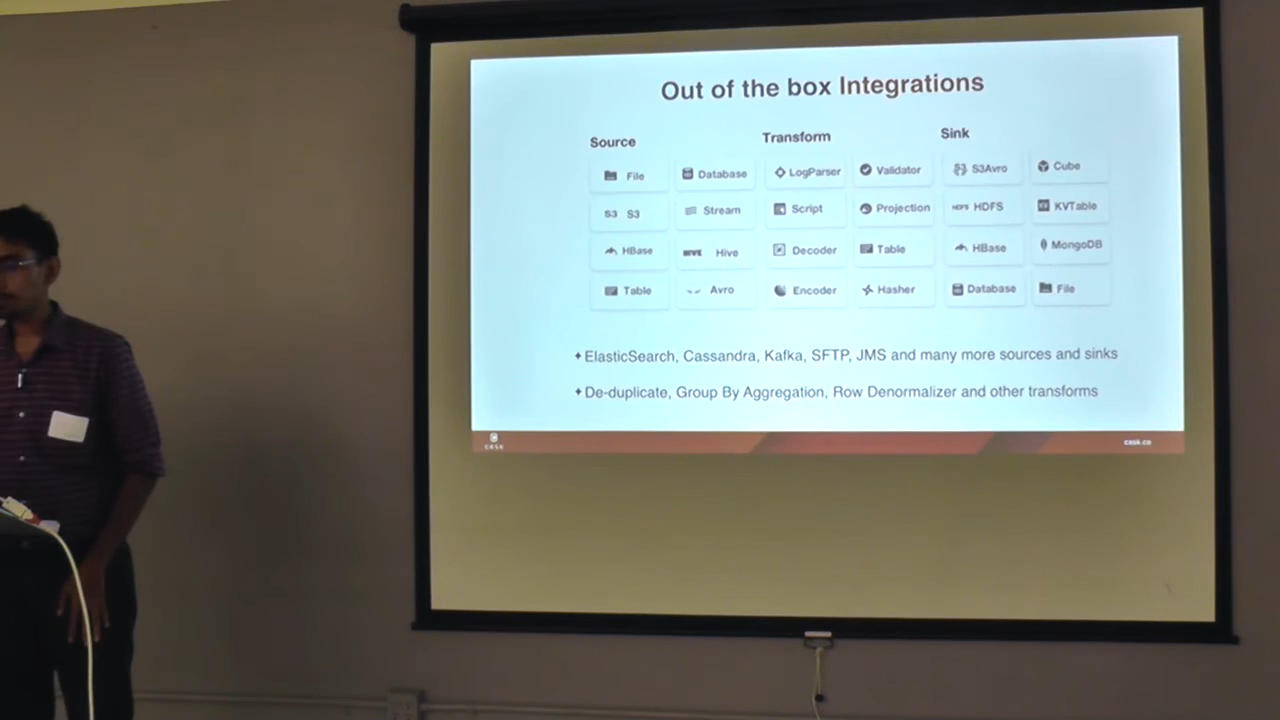 Out of the box Integrations
Source Transform Sink
File Database LogParser Validator S3Avro Cube
S3 S3 Stream Script Projection HDFS HDFS KVTable
HBase HIVE Hive Decoder Table HBase MongoDB
Table Avro Encoder Hasher Database File
ElasticSearch, Cassandra, Kafka, SFTP, JMS and many more sources and sinks
De-duplicate, Group By Aggregation, Row Denormalizer and other transforms
CASK cask.co